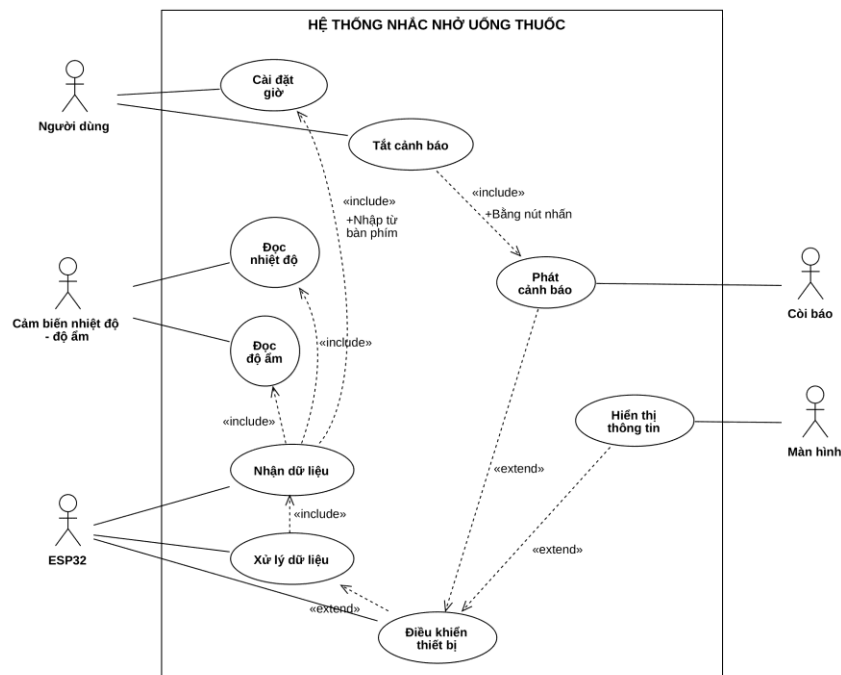 HỆ THỐNG NHẮC NHỞ UỐNG THUỐC
Cài đặt
giờ
Người dùng
Tắt cảnh báo
«include»
+Nhập từ
bàn phím
«include»
+Bằng nút nhấn
Đọc
nhiệt độ
Phát
cảnh báo
Còi báo
Cảm biến nhiệt độ
- độ ẩm
Đọc
độ ẩm
«include»
«include»
Hiển thị
thông tin
Màn hình
Nhận dữ liệu
«extend»
«include»
ESP32
Xử lý dữ liệu
«extend»
«extend»
Điều khiển
thiết bị